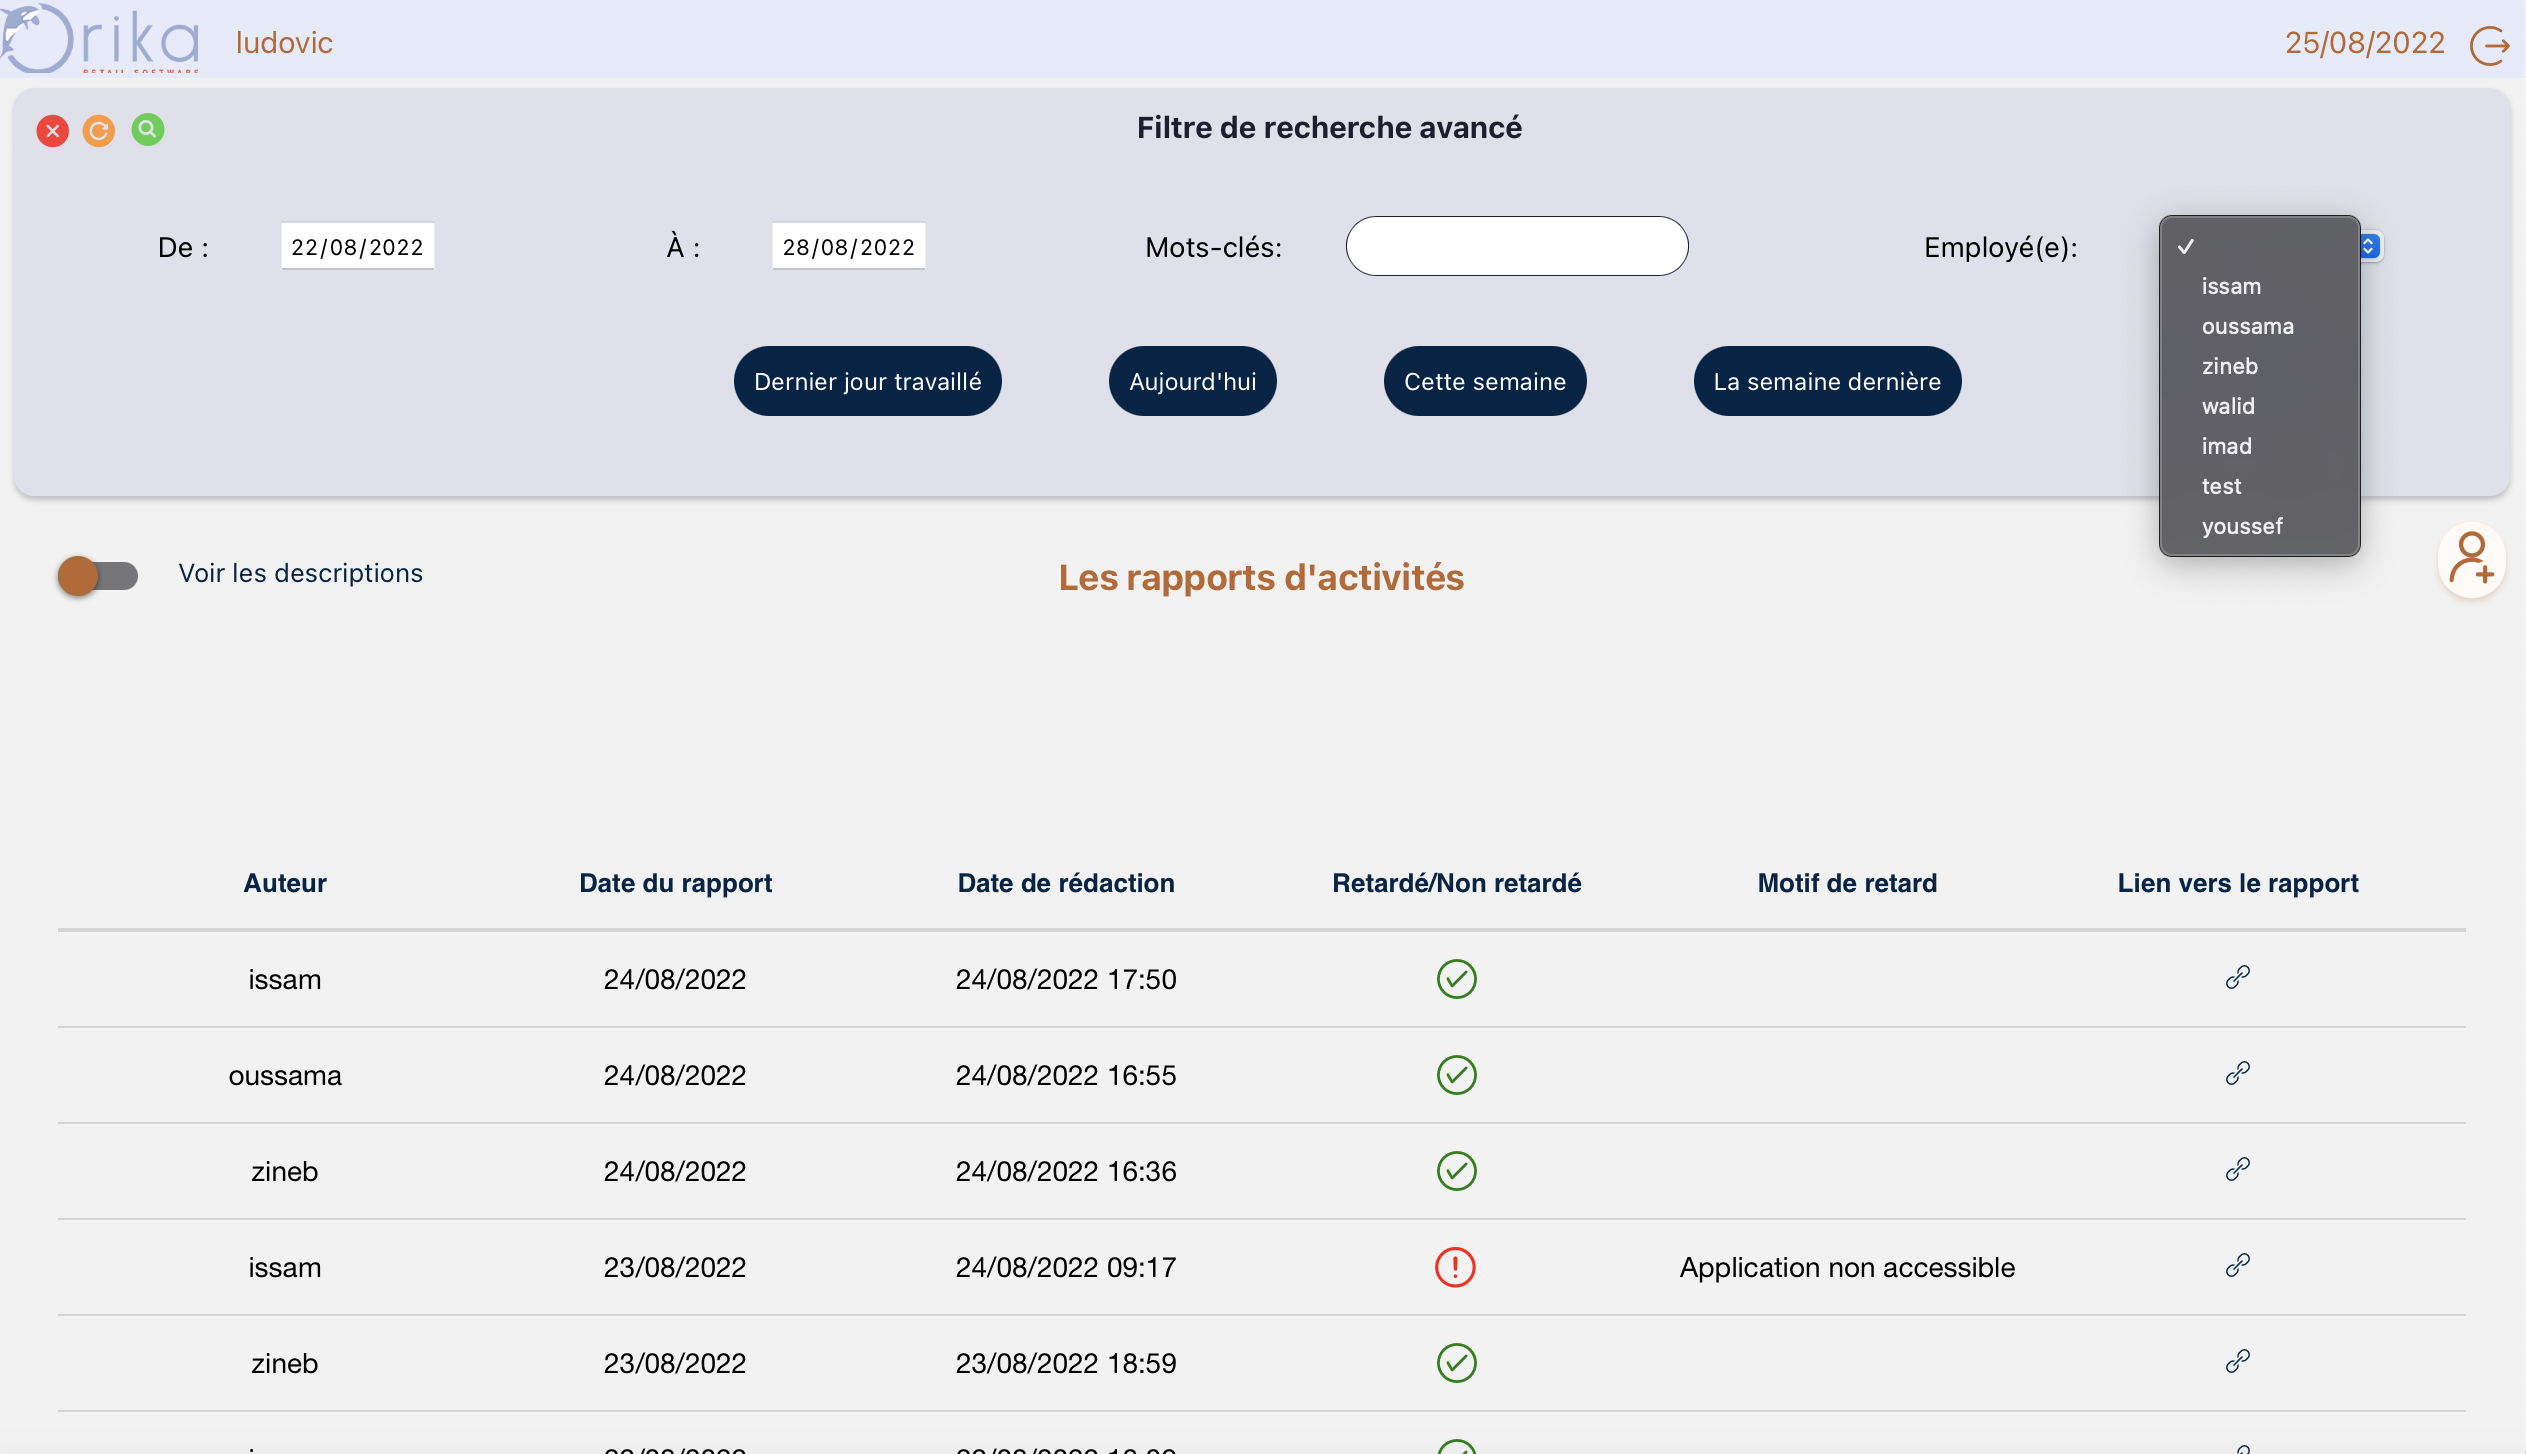 Orika ludovic 25/08/2022
RETAIL SOFTWARE
Filtre de recherche avancé
De : 22/08/2022 À : 28/08/2022 Mots-clés: Employé(e):
issam
oussama
zineb
walid
imad
test
youssef
Dernier jour travaillé Aujourd'hui Cette semaine La semaine dernière
Voir les descriptions Les rapports d'activités
Auteur Date du rapport Date de rédaction Retardé/Non retardé Motif de retard Lien vers le rapport
issam 24/08/2022 24/08/2022 17:50
oussama 24/08/2022 24/08/2022 16:55
zineb 24/08/2022 24/08/2022 16:36
issam 23/08/2022 24/08/2022 09:17 Application non accessible
zineb 23/08/2022 23/08/2022 18:59